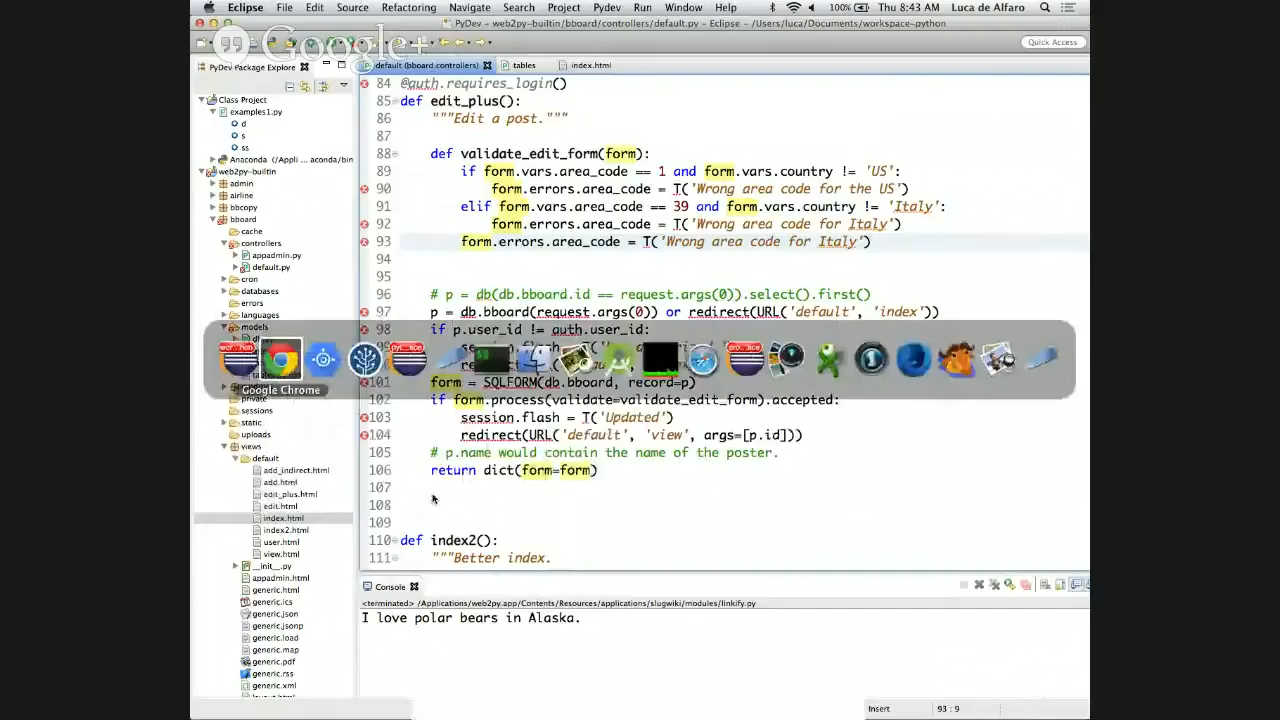 Eclipse File Edit Source Refactoring Navigate Search Project Pydev Run Window Help 100% Thu 8:43 AM Luca de Alfaro
PyDev - web2py-builtin/bboard/controllers/default.py - Eclipse - /Users/luca/Documents/workspace-python
Google+
Quick Access
PyDev Package Explore
default (bboard.controllers) tables index.html
Class Project
examples1.py
d
s
ss
Anaconda (/Appli ... aconda/bin
web2py-builtin
admin
airline
bbcopy
bboard
cache
controllers
appadmin.py
default.py
cron
databases
errors
languages
models
private
sessions
static
uploads
views
default
add_indirect.html
add.html
edit_plus.html
edit.html
index.html
index2.html
user.html
view.html
__init__.py
appadmin.html
generic.html
generic.ics
generic.json
generic.jsonp
generic.load
generic.map
generic.pdf
generic.rss
generic.xml
84 @auth.requires_login()
85 def edit_plus():
86 """Edit a post."""
87
88 def validate_edit_form(form):
89 if form.vars.area_code == 1 and form.vars.country != 'US':
90 form.errors.area_code = T('Wrong area code for the US')
91 elif form.vars.area_code == 39 and form.vars.country != 'Italy':
92 form.errors.area_code = T('Wrong area code for Italy')
93 form.errors.area_code = T('Wrong area code for Italy')
94
95
96 # p = db(db.bboard.id == request.args(0)).select().first()
97 p = db.bboard(request.args(0)) or redirect(URL('default', 'index'))
98 if p.user_id != auth.user_id:
Google Chrome
101 form = SQLFORM(db.bboard, record=p)
102 if form.process(validate=validate_edit_form).accepted:
103 session.flash = T('Updated')
104 redirect(URL('default', 'view', args=[p.id]))
105 # p.name would contain the name of the poster.
106 return dict(form=form)
107
108
109
110 def index2():
111 """Better index.
Console
<terminated> /Applications/web2py.app/Contents/Resources/applications/slugwiki/modules/linkify.py
I love polar bears in Alaska.
Insert 93 : 9